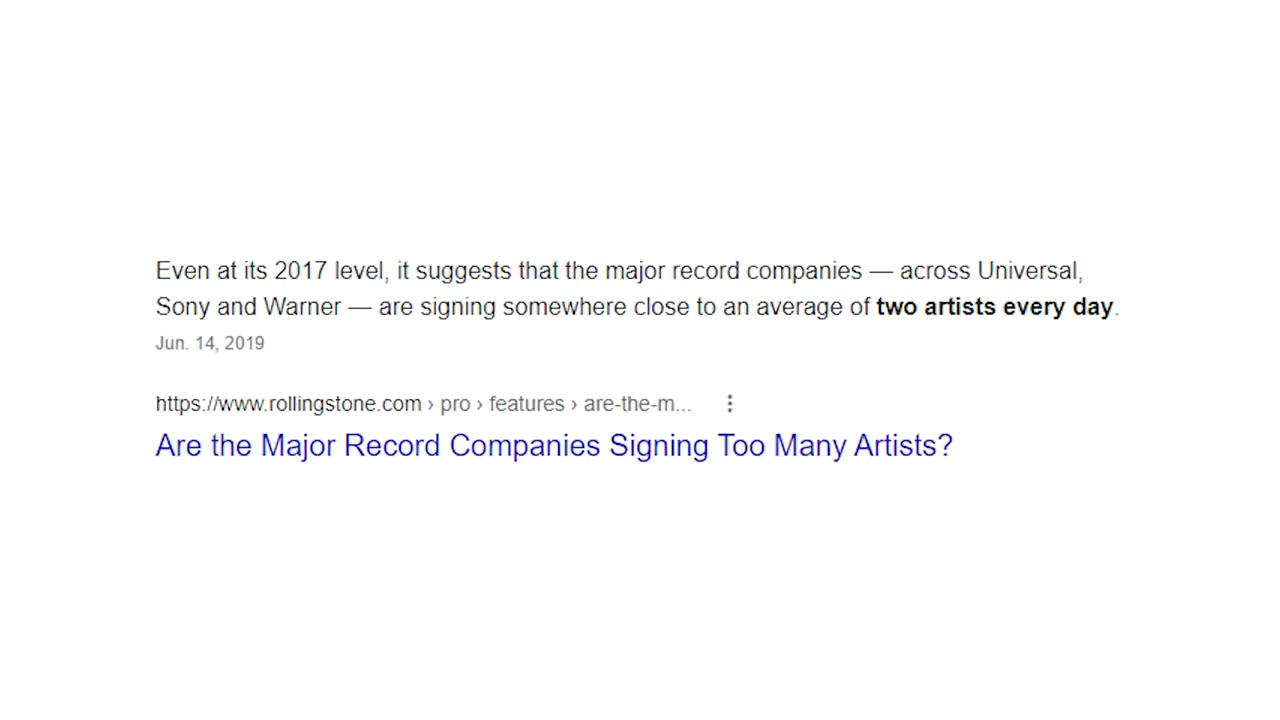 Even at its 2017 level, it suggests that the major record companies — across Universal,
Sony and Warner — are signing somewhere close to an average of two artists every day.
Jun. 14, 2019
https://www.rollingstone.com › pro › features › are-the-m...
Are the Major Record Companies Signing Too Many Artists?